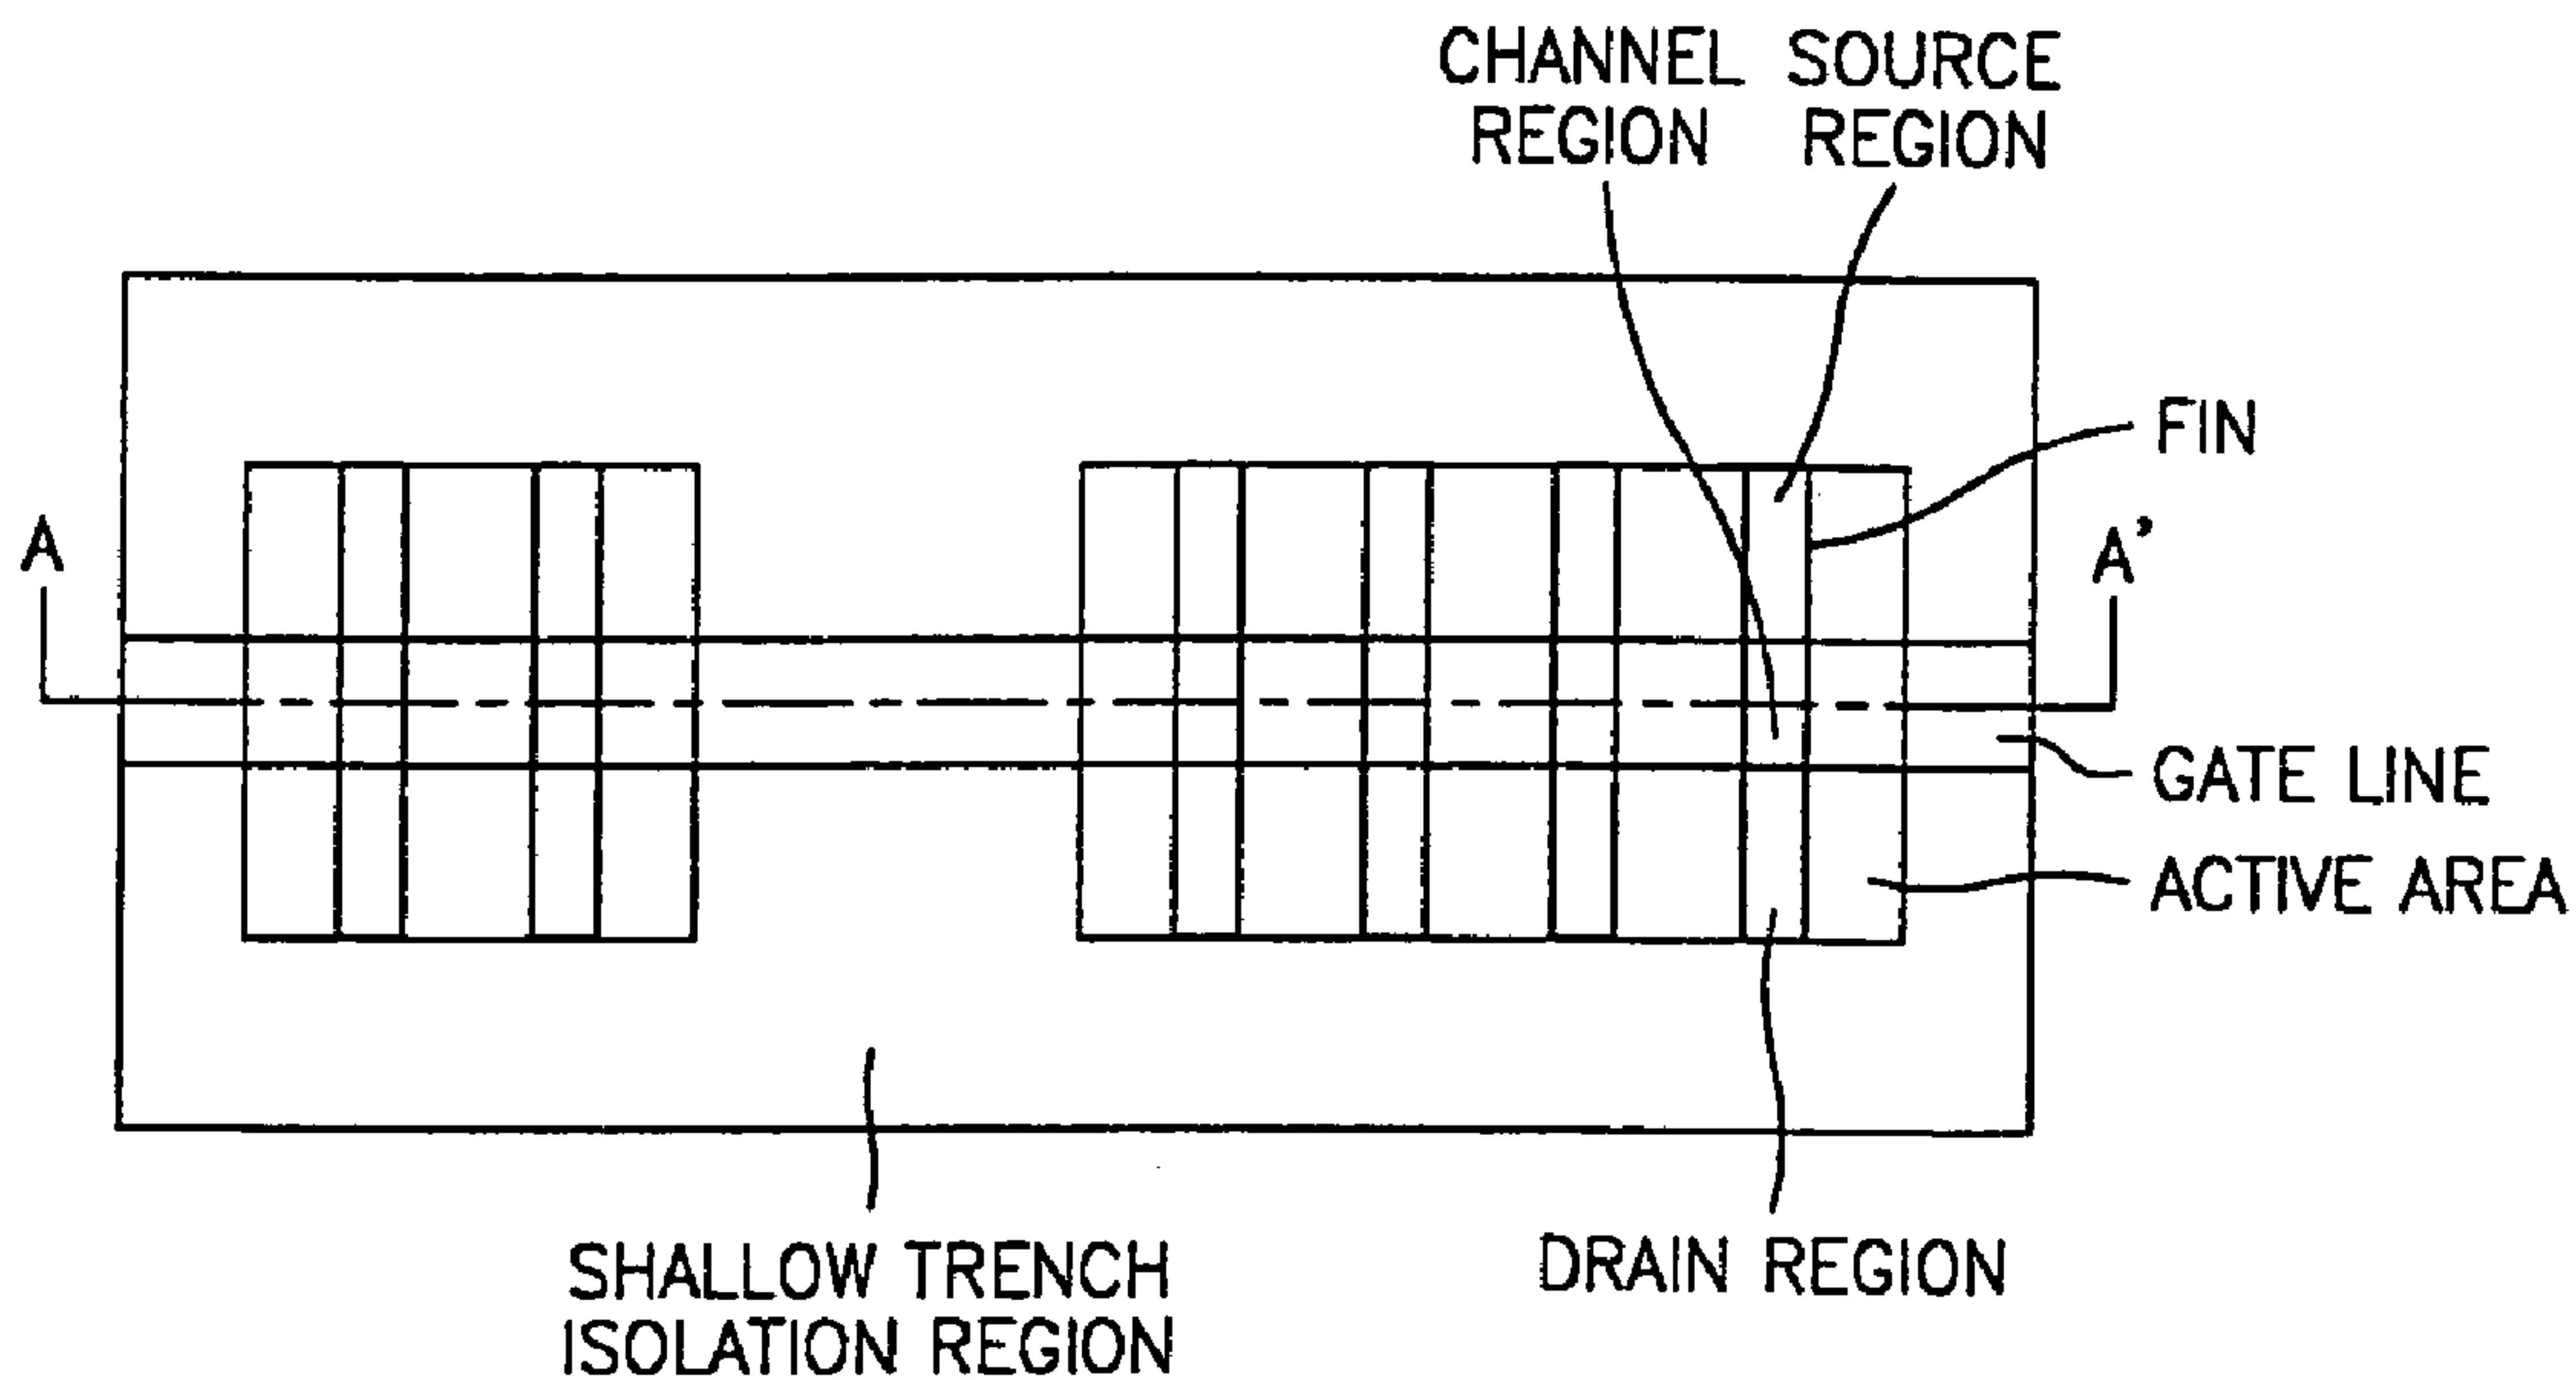 CHANNEL
REGION
SOURCE
REGION
FIN
A
A’
GATE LINE
ACTIVE AREA
SHALLOW TRENCH
ISOLATION REGION
DRAIN REGION